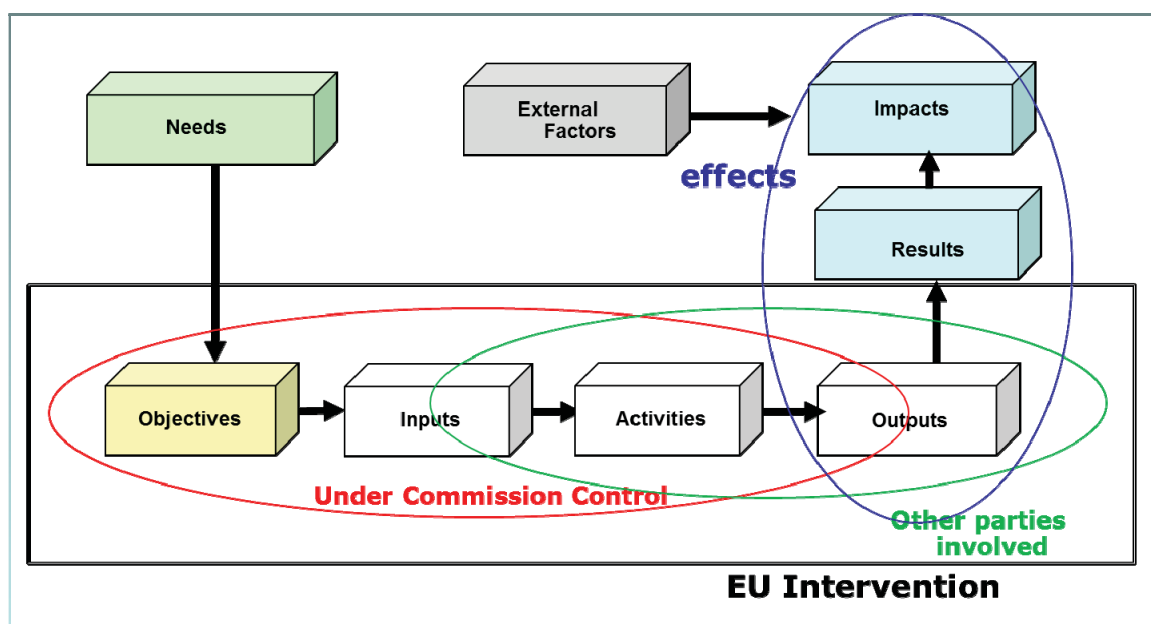 Needs
External
Factors
Impacts
effects
Results
Objectives
Inputs
Activities
Outputs
Under Commission Control
Other parties
involved
EU Intervention